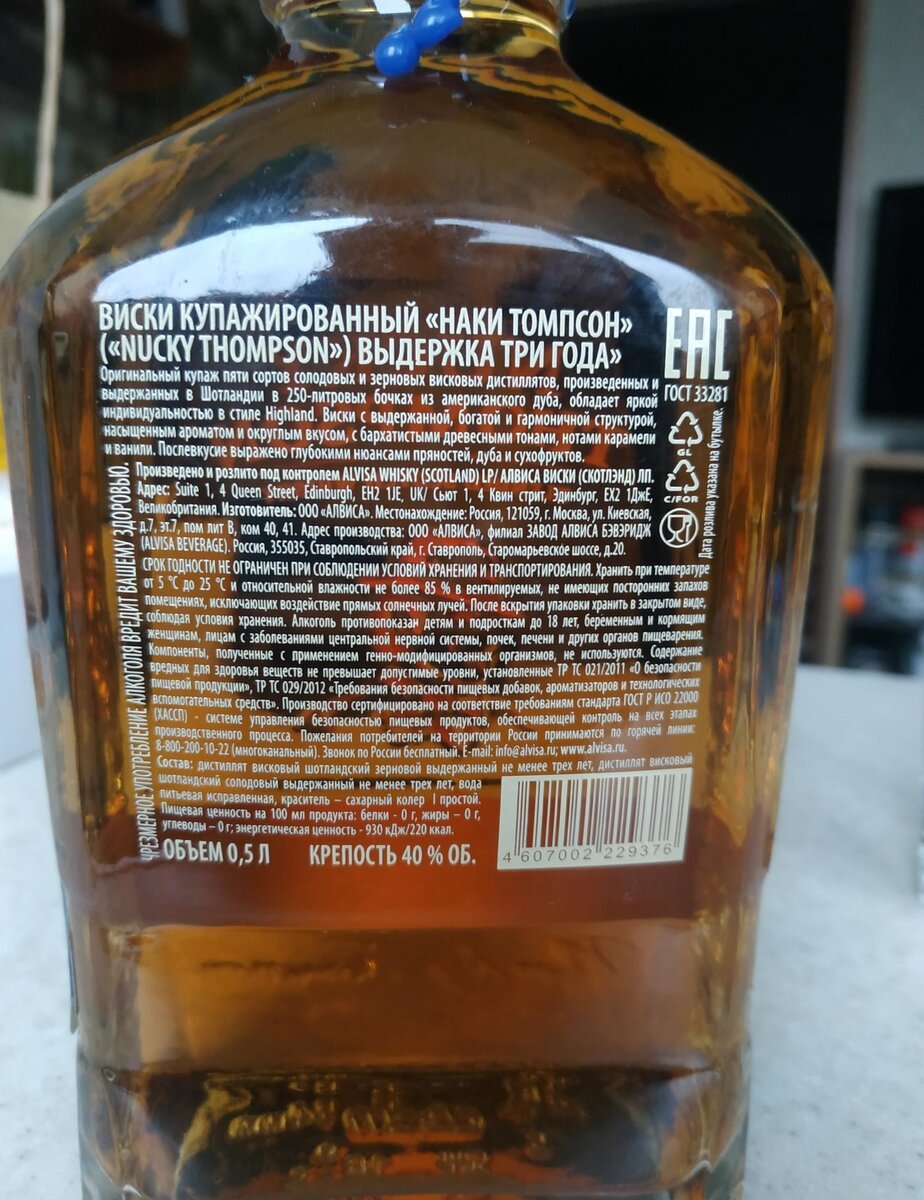 ВИСКИ КУПАЖИРОВАННЫЙ «НАКИ ТОМПСОН»
(«NUCKY THOMPSON») ВЫДЕРЖКА ТРИ ГОДА»
Оригинальный купаж пяти сортов солодовых и зерновых висковых дистиллятов, произведенных и
выдержанных в Шотландии в 250-литровых бочках из американского дуба, обладает яркой
индивидуальностью в стиле Highland. Виски с выдержанной, богатой и гармоничной структурой,
насыщенным ароматом и округлым вкусом, с бархатистыми древесными тонами, нотами карамели
и ванили. Послевкусие выражено глубокими нюансами пряностей, дуба и сухофруктов.
Произведено и розлито под контролем ALVISA WHISKY (SCOTLAND) LP/ АЛВИСА ВИСКИ (СКОТЛЭНД) ЛП.
Адрес: Suite 1, 4 Queen Street, Edinburgh, EH2 1JE, UK/ Сьют 1, 4 Квин стрит, Эдинбург, EX2 1ДжЕ,
Великобритания. Изготовитель: ООО «АЛВИСА». Местонахождение: Россия, 121059, г. Москва, ул. Киевская,
д.7, эт.7, пом лит В, ком 40, 41. Адрес производства: ООО «АЛВИСА», филиал ЗАВОД АЛВИСА БЭВЭРИДЖ
(ALVISA BEVERAGE). Россия, 355035, Ставропольский край, г. Ставрополь, Старомарьевское шоссе, д.20.
СРОК ГОДНОСТИ НЕ ОГРАНИЧЕН ПРИ СОБЛЮДЕНИИ УСЛОВИЙ ХРАНЕНИЯ И ТРАНСПОРТИРОВАНИЯ. Хранить при температуре
от 5 °С до 25 °С и относительной влажности не более 85 % в вентилируемых, не имеющих посторонних запахов
помещениях, исключающих воздействие прямых солнечных лучей. После вскрытия упаковки хранить в закрытом виде,
соблюдая условия хранения. Алкоголь противопоказан детям и подросткам до 18 лет, беременным и кормящим
женщинам, лицам с заболеваниями центральной нервной системы, почек, печени и других органов пищеварения.
Компоненты, полученные с применением генно-модифицированных организмов, не используются. Содержание
вредных для здоровья веществ не превышает допустимые уровни, установленные ТР ТС 021/2011 «О безопасности
пищевой продукции», ТР ТС 029/2012 «Требования безопасности пищевых добавок, ароматизаторов и технологических
вспомогательных средств». Производство сертифицировано на соответствие требованиям стандарта ГОСТ Р ИСО 22000
(ХАССП) - системе управления безопасностью пищевых продуктов, обеспечивающей контроль на всех этапах
производственного процесса. Пожелания потребителей на территории России принимаются по горячей линии:
8-800-200-10-22 (многоканальный). Звонок по России бесплатный. E-mail: info@alvisa.ru; www.alvisa.ru.
Состав: дистиллят висковый шотландский зерновой выдержанный не менее трех лет, дистиллят висковый
шотландский солодовый выдержанный не менее трех лет, вода
питьевая исправленная, краситель – сахарный колер I простой.
Пищевая ценность на 100 мл продукта: белки - 0 г, жиры – 0 г,
углеводы – 0 г; энергетическая ценность - 930 кДж/220 ккал.
ОБЪЕМ 0,5 Л КРЕПОСТЬ 40 % ОБ.
ЧРЕЗМЕРНОЕ УПОТРЕБЛЕНИЕ АЛКОГОЛЯ ВРЕДИТ ВАШЕМУ ЗДОРОВЬЮ.
EAC
ГОСТ 33281
GL
C/FOR
Дата розлива указана на бутылке.
4 607002 229376